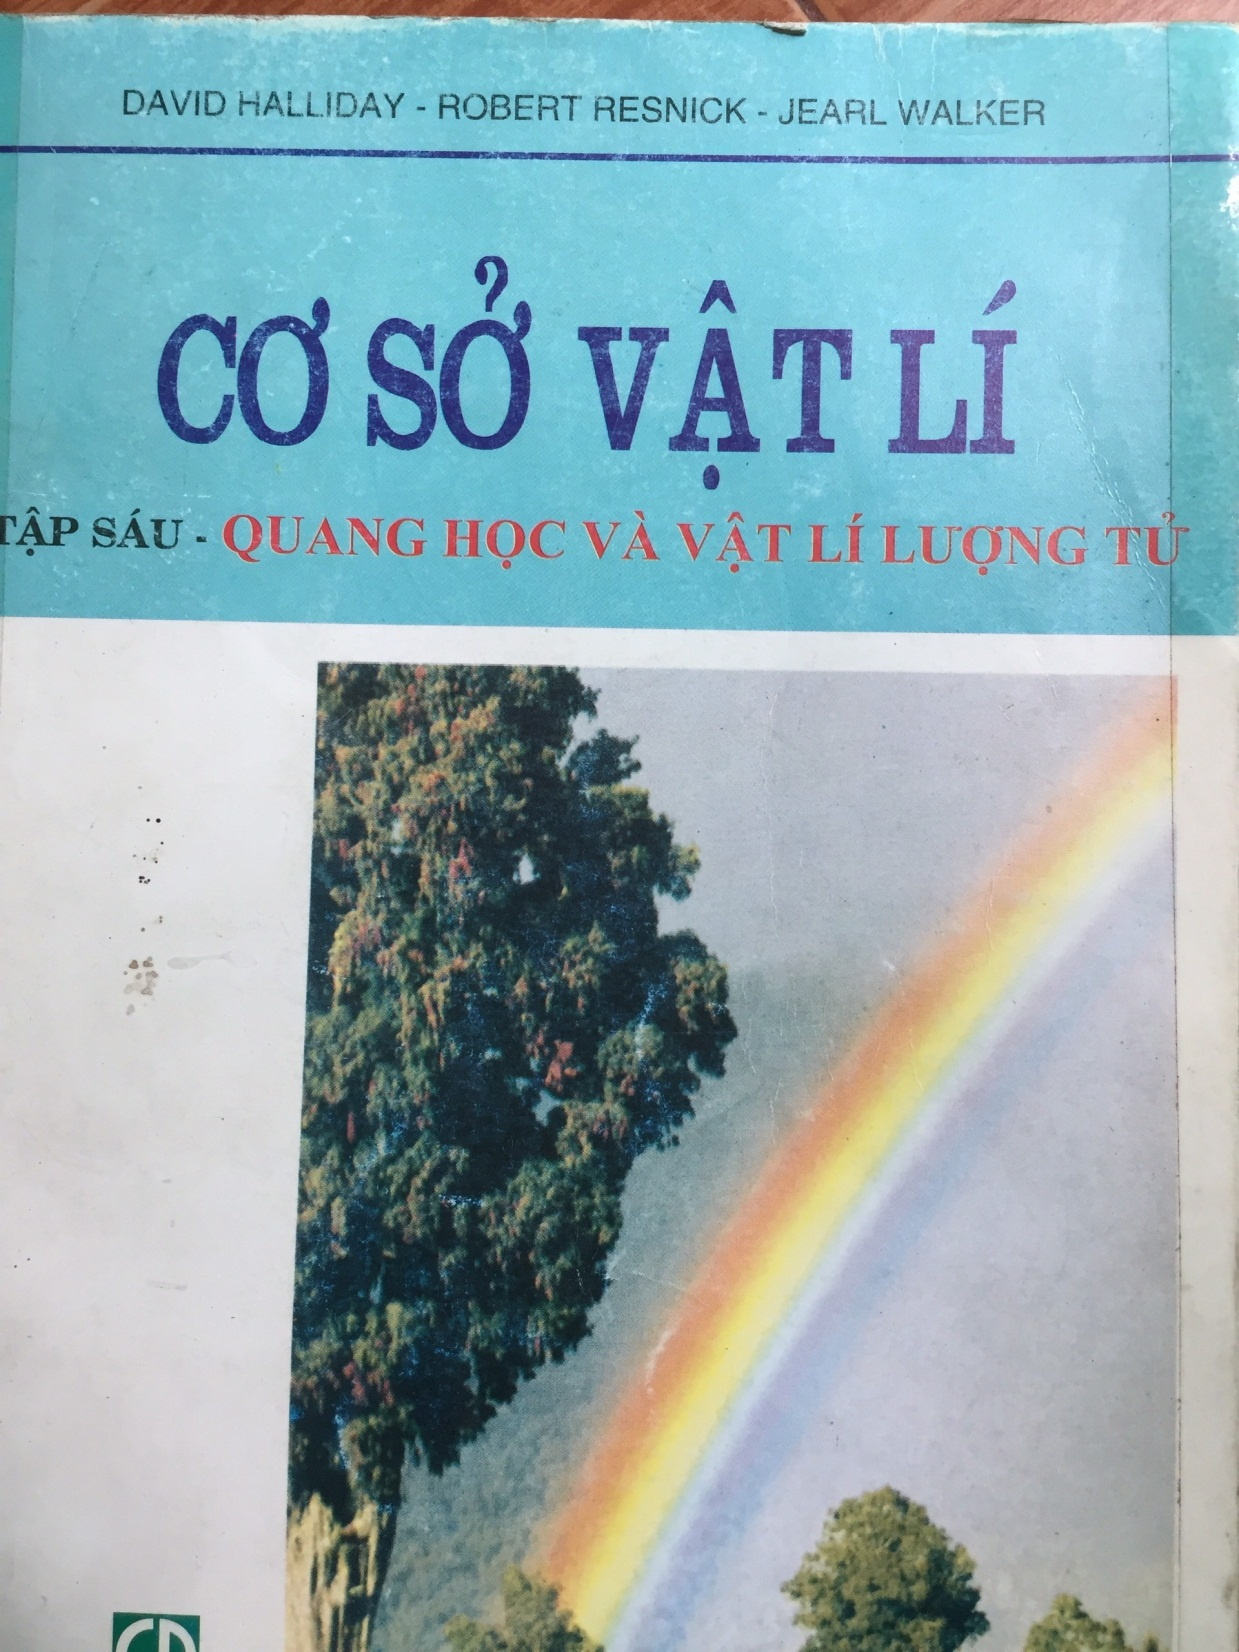 DAVID HALLIDAY - ROBERT RESNICK - JEARL WALKER
CƠ SỞ VẬT LÍ
TẬP SÁU - QUANG HỌC VÀ VẬT LÍ LƯỢNG TỬ